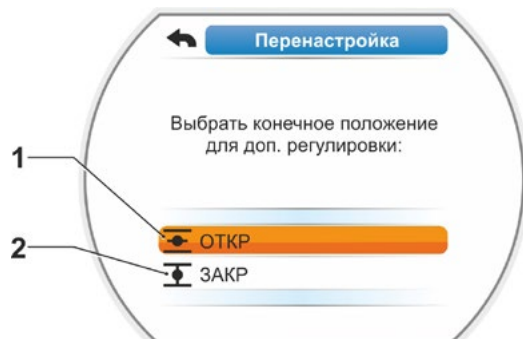 Перенастройка
Выбрать конечное положение
для доп. регулировки:
1
ОТКР
2
ЗАКР